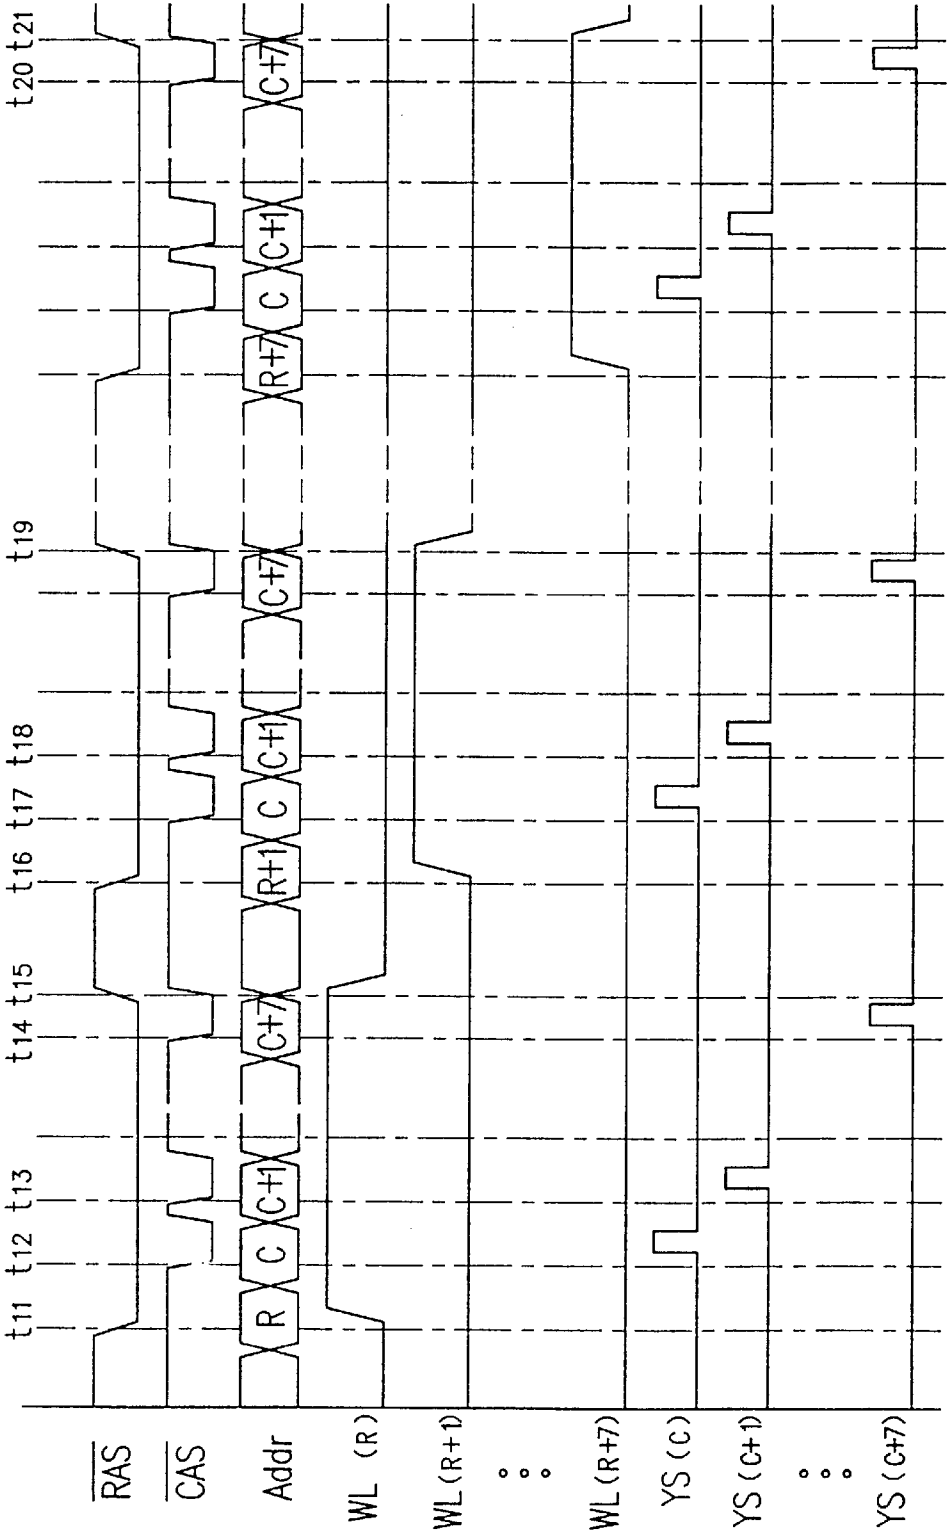 t11 t12 t13 t14 t15 t16 t17 t18 t19 t20 t21
RAS
CAS
Addr R C C+1 C+7 R+1 C C+1 C+7 R+7 C C+1 C+7
WL (R)
WL (R+1)
WL (R+7)
YS (C)
YS (C+1)
YS (C+7)